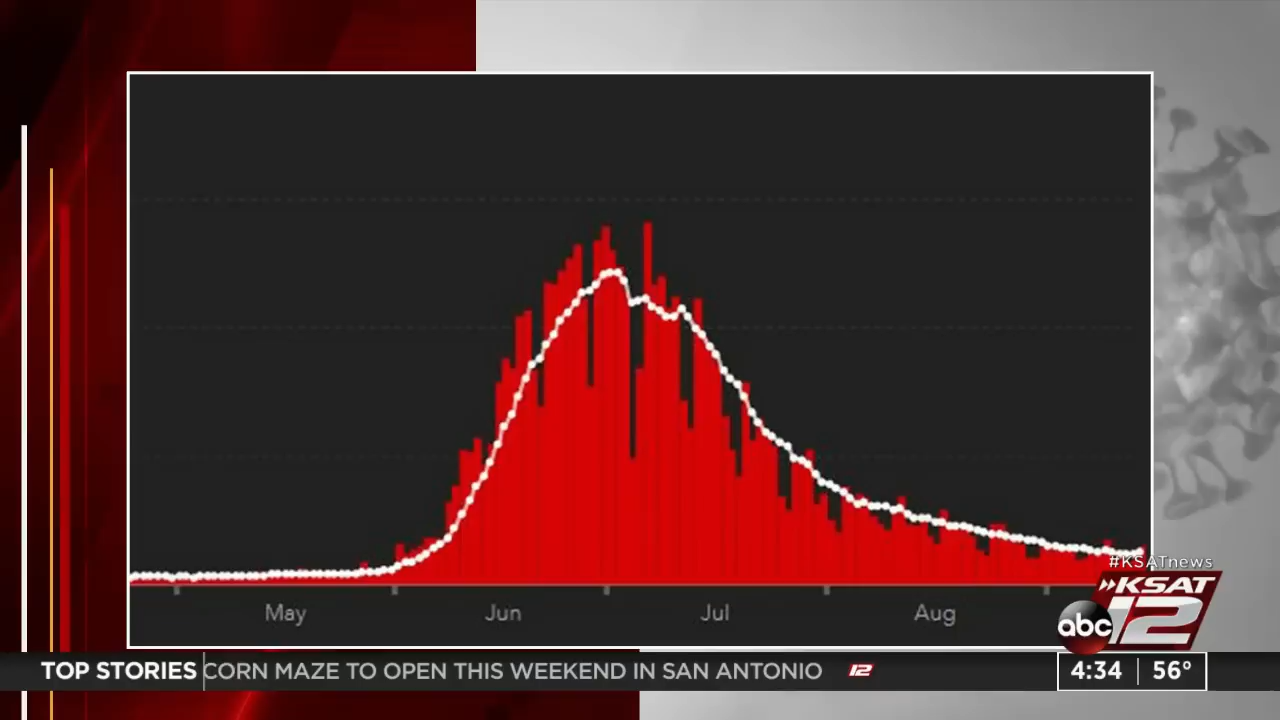 May Jun Jul Aug
#KSATnews
KSAT
abc 12
TOP STORIES CORN MAZE TO OPEN THIS WEEKEND IN SAN ANTONIO 12
4:34 56°